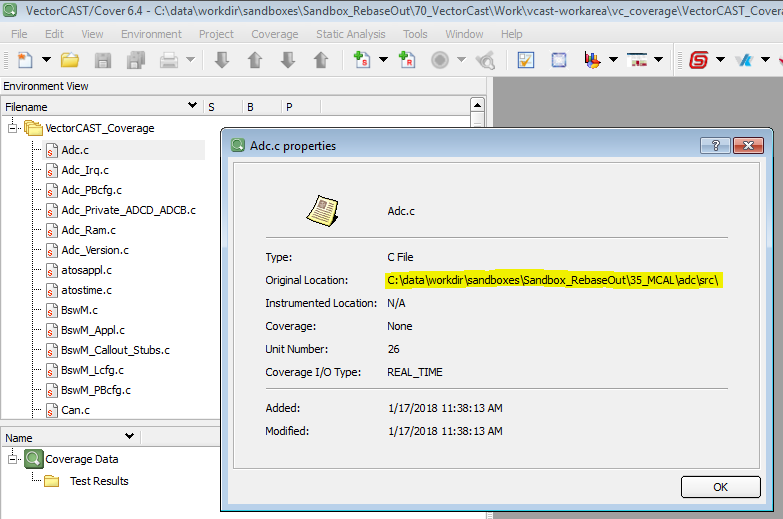 VectorCAST/Cover 6.4 - C:\data\workdir\sandboxes\Sandbox_RebaseOut\70_VectorCast\Work\vcast-workarea\vc_coverage\VectorCAST_Cover
File Edit View Environment Project Coverage Static Analysis Tools Window Help
Environment View
Filename S B P
VectorCAST_Coverage
Adc.c
Adc_Irq.c
Adc_PBcfg.c
Adc_Private_ADCD_ADCB.c
Adc_Ram.c
Adc_Version.c
atosappl.c
atostime.c
BswM.c
BswM_Appl.c
BswM_Callout_Stubs.c
BswM_Lcfg.c
BswM_PBcfg.c
Can.c
Name
Coverage Data
Test Results
Adc.c properties
Adc.c
Type: C File
Original Location: C:\data\workdir\sandboxes\Sandbox_RebaseOut\35_MCAL\adc\src\
Instrumented Location: N/A
Coverage: None
Unit Number: 26
Coverage I/O Type: REAL_TIME
Added: 1/17/2018 11:38:13 AM
Modified: 1/17/2018 11:38:13 AM
OK